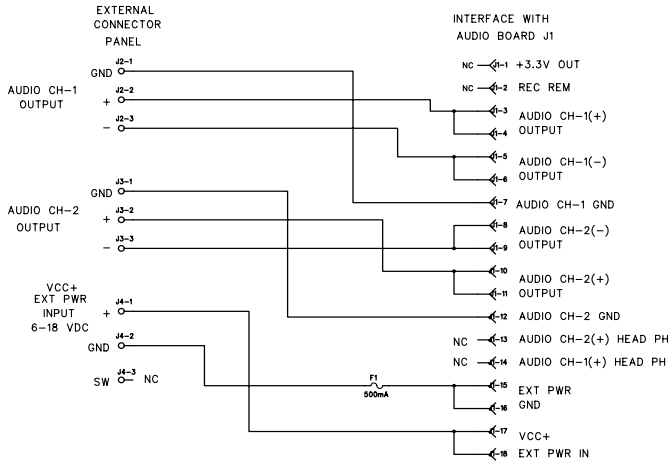 EXTERNAL
CONNECTOR
PANEL
INTERFACE WITH
AUDIO BOARD J1
AUDIO CH-1
OUTPUT
GND J2-1
+ J2-2
- J2-3
AUDIO CH-2
OUTPUT
GND J3-1
+ J3-2
- J3-3
VCC+
EXT PWR
INPUT
6-18 VDC
+ J4-1
GND J4-2
SW J4-3 NC
F1
500mA
NC J1-1 +3.3V OUT
NC J1-2 REC REM
J1-3
J1-4
AUDIO CH-1(+)
OUTPUT
J1-5
J1-6
AUDIO CH-1(-)
OUTPUT
J1-7 AUDIO CH-1 GND
J1-8
J1-9
AUDIO CH-2(-)
OUTPUT
J1-10
J1-11
AUDIO CH-2(+)
OUTPUT
J1-12 AUDIO CH-2 GND
NC J1-13 AUDIO CH-2(+) HEAD PH
NC J1-14 AUDIO CH-1(+) HEAD PH
J1-15
J1-16
EXT PWR
GND
J1-17
J1-18
VCC+
EXT PWR IN